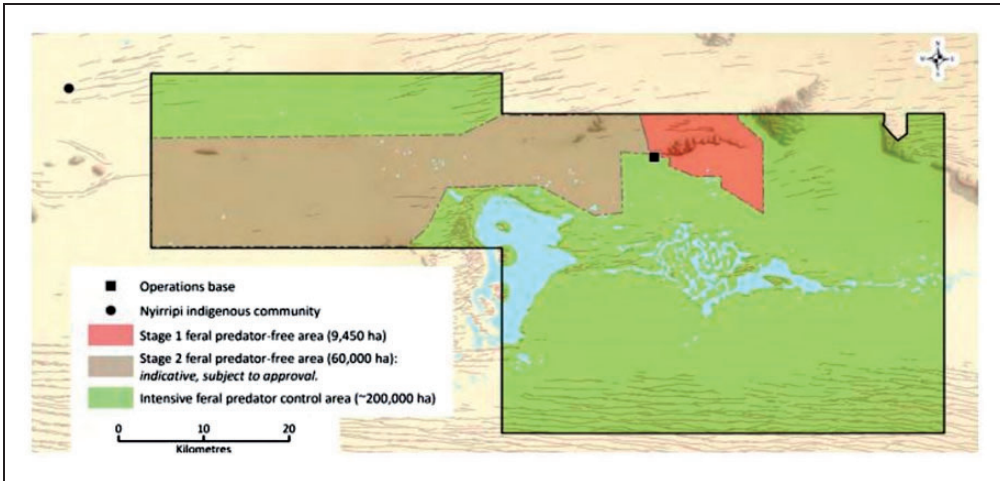 N
Operations base
Nyirripi indigenous community
Stage 1 feral predator-free area (9,450 ha)
Stage 2 feral predator-free area (60,000 ha):
indicative, subject to approval.
Intensive feral predator control area (~200,000 ha)
0 10 20
Kilometres